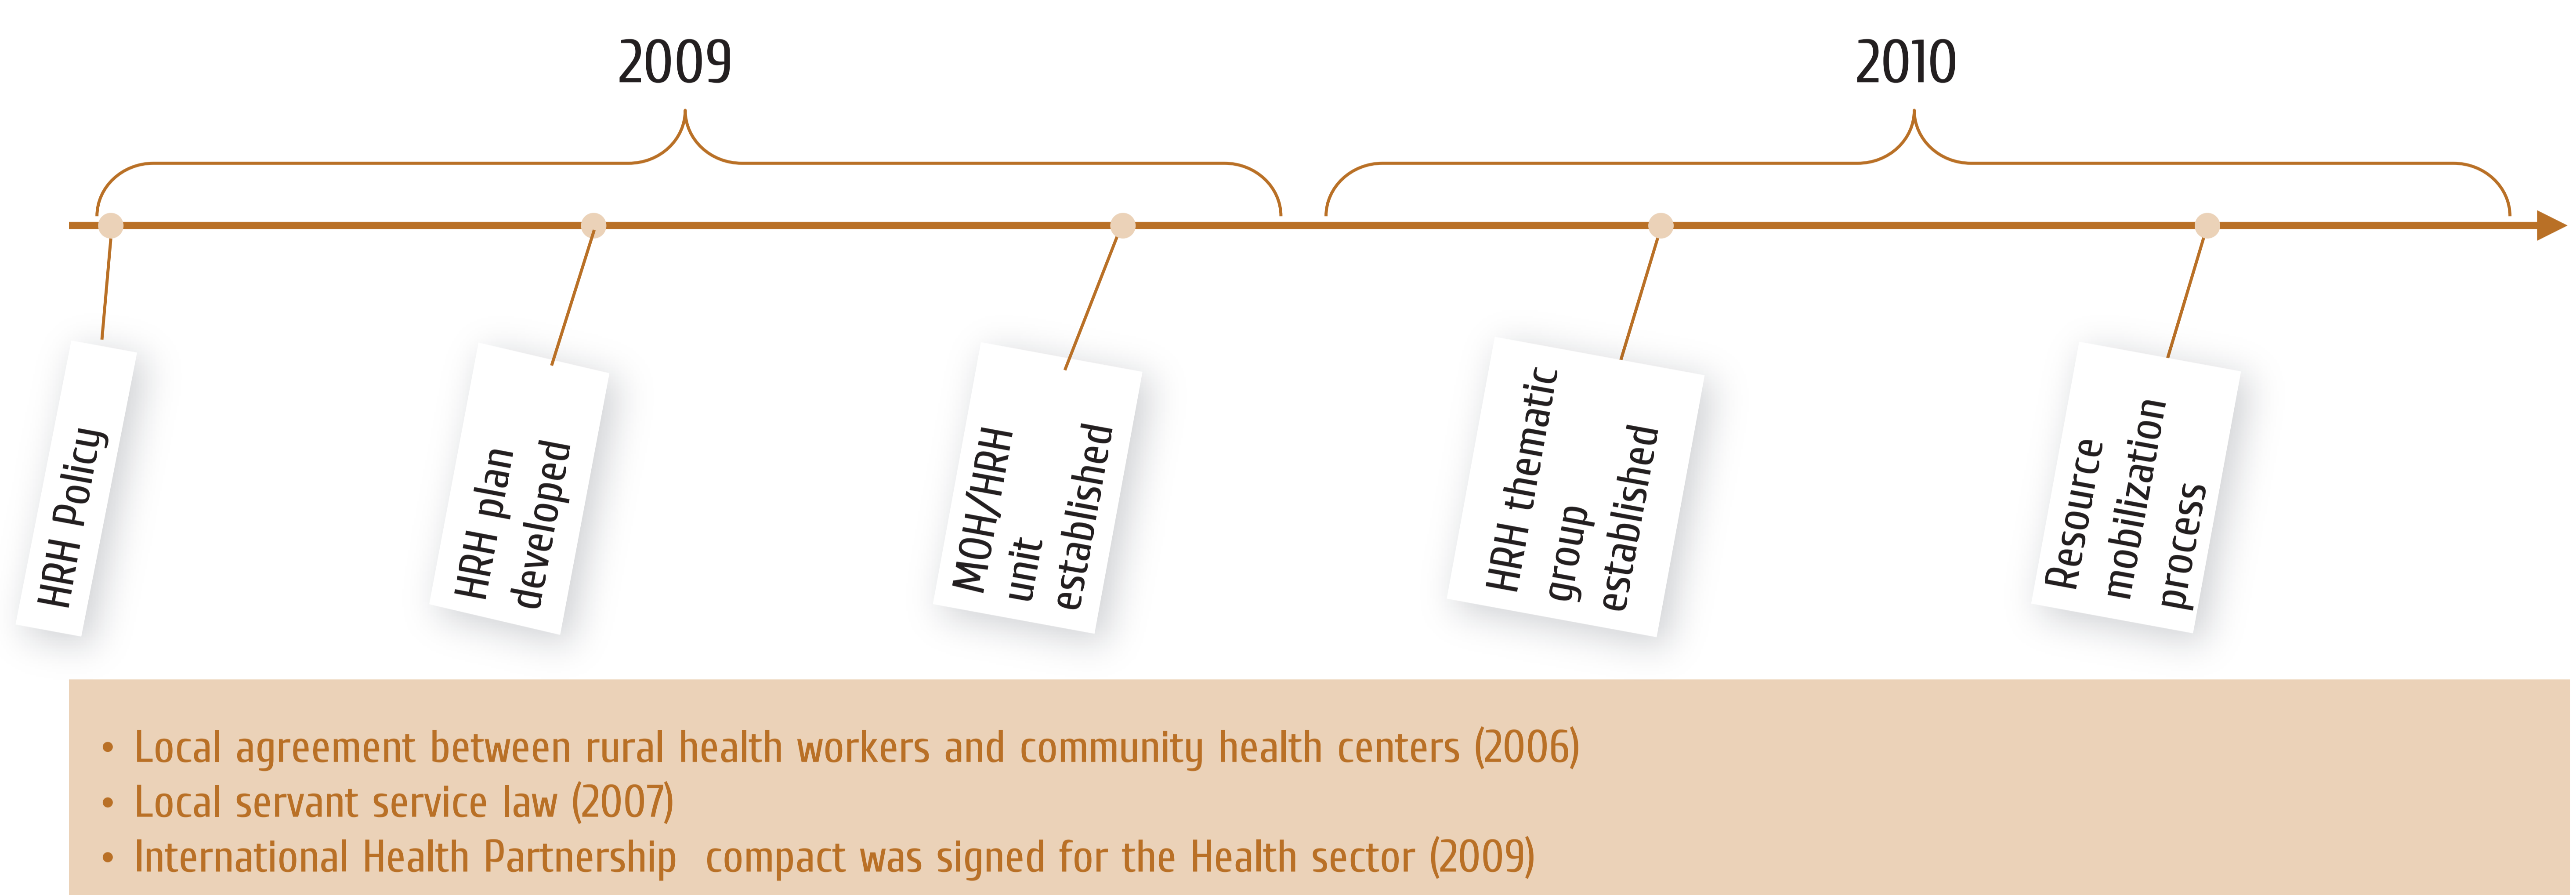 2009
2010
HRH Policy
HRH plan
developed
MOH/HRH
unit
established
HRH thematic
group
established
Resource
mobilization
process
• Local agreement between rural health workers and community health centers (2006)
• Local servant service law (2007)
• International Health Partnership compact was signed for the Health sector (2009)